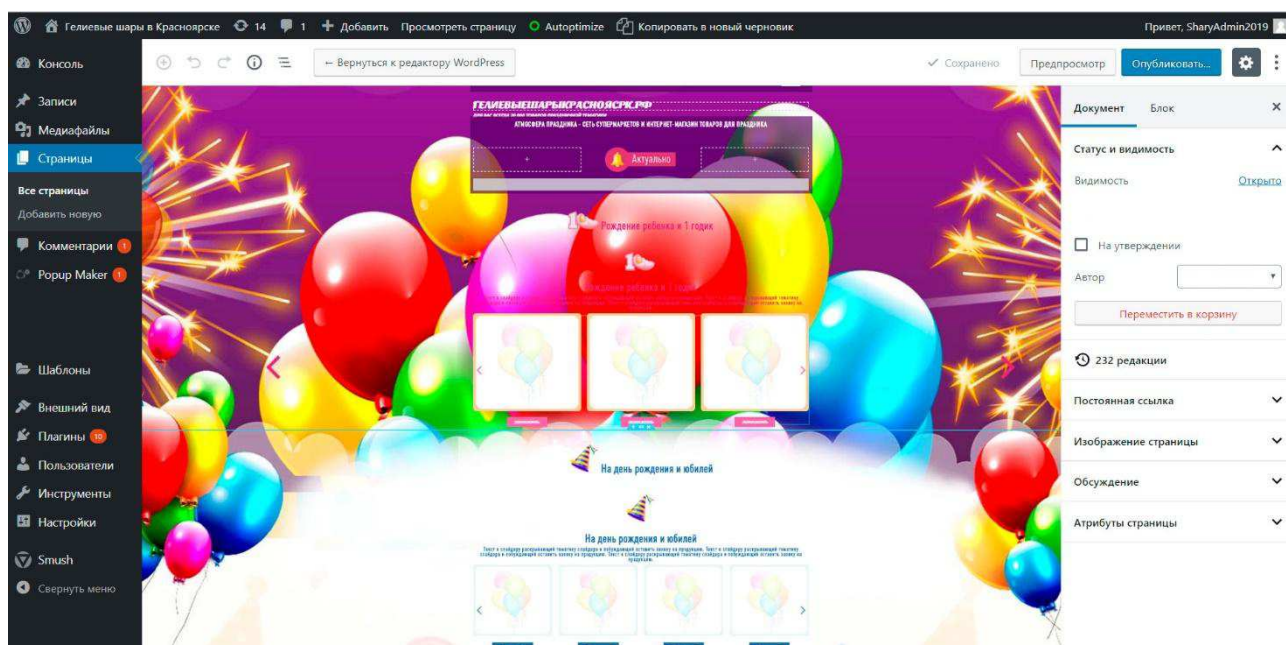 Гелиевые шары в Красноярске 14 1 Добавить Просмотреть страницу Autoptimize Копировать в новый черновик Привет, SharyAdmin2019
Консоль
Записи
Медиафайлы
Страницы
Все страницы
Добавить новую
Комментарии 1
Popup Maker 1
Шаблоны
Внешний вид
Плагины 10
Пользователи
Инструменты
Настройки
Smush
Свернуть меню
← Вернуться к редактору WordPress
Сохранено Предпросмотр Опубликовать...
ГЕЛИЕВЫЕШАРЫКРАСНОЯСРК.РФ
АТМОСФЕРА ПРАЗДНИКА - СЕТЬ СУПЕРМАРКЕТОВ И ИНТЕРНЕТ-МАГАЗИН ТОВАРОВ ДЛЯ ПРАЗДНИКА
+ Актуально +
Рождение ребенка и 1 годик
Рождение ребенка и 1 годик
На день рождения и юбилей
На день рождения и юбилей
Документ Блок
Статус и видимость
Видимость Открыто
На утверждении
Автор
Переместить в корзину
232 редакции
Постоянная ссылка
Изображение страницы
Обсуждение
Атрибуты страницы